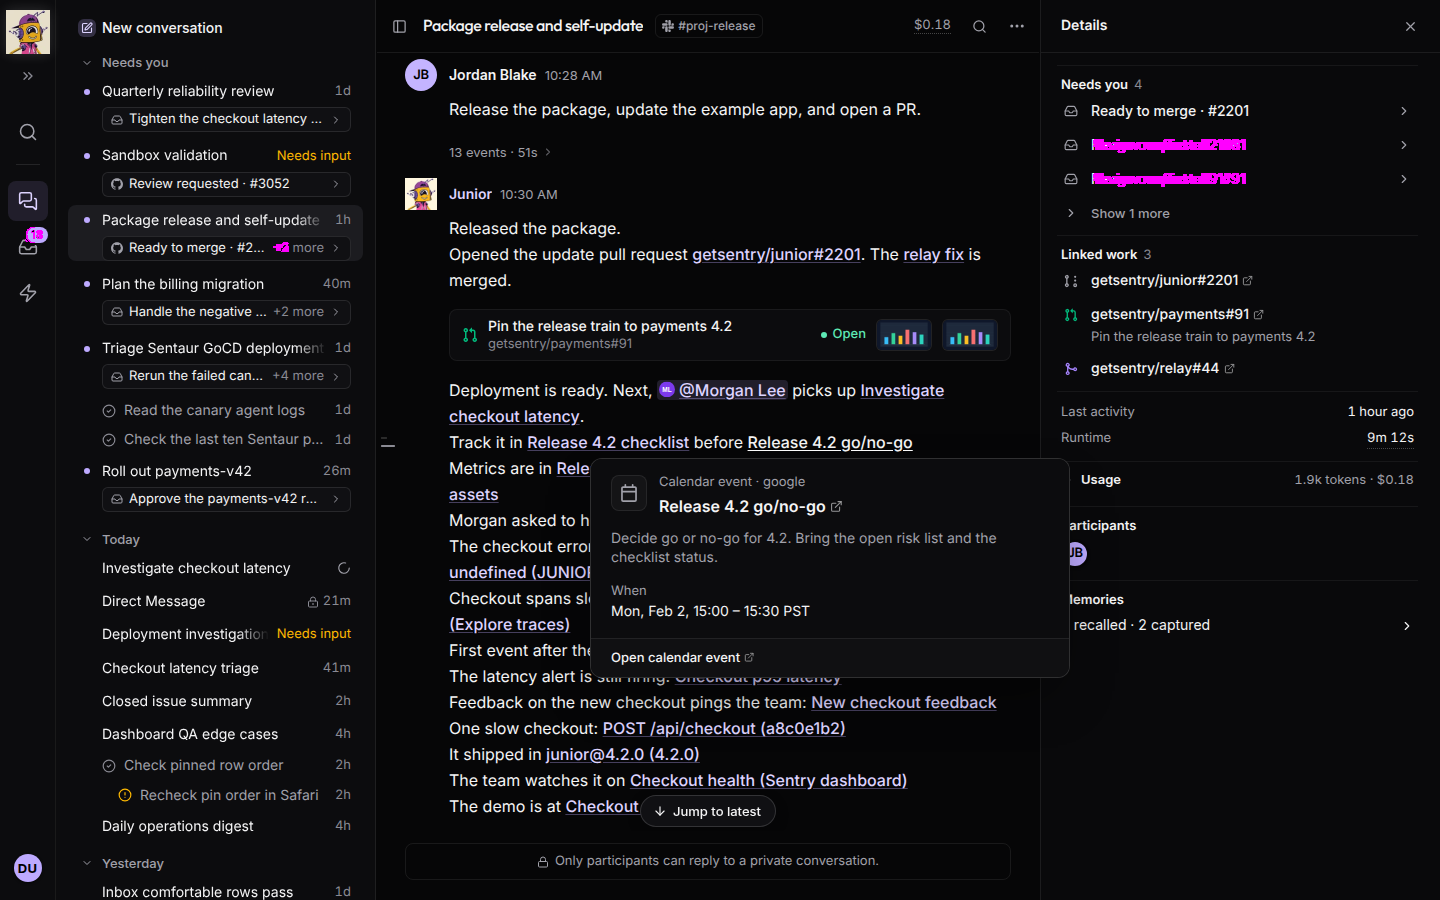 New conversation
Needs you
Quarterly reliability review 1d
Tighten the checkout latency ...
Sandbox validation Needs input
Review requested · #3052
Package release and self-update 1h
Ready to merge · #2... more
Plan the billing migration 40m
Handle the negative ... +2 more
Triage Sentaur GoCD deployment 1d
Rerun the failed can... +4 more
Read the canary agent logs 1d
Check the last ten Sentaur p... 1d
Roll out payments-v42 26m
Approve the payments-v42 r...
Today
Investigate checkout latency
Direct Message 21m
Deployment investigation Needs input
Checkout latency triage 41m
Closed issue summary 2h
Dashboard QA edge cases 4h
Check pinned row order 2h
Recheck pin order in Safari 2h
Daily operations digest 4h
Yesterday
Inbox comfortable rows pass 1d
DU
Package release and self-update #proj-release $0.18
JB Jordan Blake 10:28 AM
Release the package, update the example app, and open a PR.
13 events · 51s
Junior 10:30 AM
Released the package.
Opened the update pull request getsentry/junior#2201. The relay fix is
merged.
Pin the release train to payments 4.2
getsentry/payments#91
Open
Deployment is ready. Next, ML @Morgan Lee picks up Investigate
checkout latency.
Track it in Release 4.2 checklist before Release 4.2 go/no-go
Metrics are in Rele
assets
Morgan asked to h
The checkout erro
undefined (JUNIO
Checkout spans sl
(Explore traces)
First event after the
The latency alert is still firing: Checkout p95 latency
Feedback on the new checkout pings the team: New checkout feedback
One slow checkout: POST /api/checkout (a8c0e1b2)
It shipped in junior@4.2.0 (4.2.0)
The team watches it on Checkout health (Sentry dashboard)
The demo is at Checkout
Jump to latest
Only participants can reply to a private conversation.
Calendar event · google
Release 4.2 go/no-go
Decide go or no-go for 4.2. Bring the open risk list and the
checklist status.
When
Mon, Feb 2, 15:00 – 15:30 PST
Open calendar event
Details
Needs you 4
Ready to merge · #2201
Show 1 more
Linked work 3
getsentry/junior#2201
getsentry/payments#91
Pin the release train to payments 4.2
getsentry/relay#44
Last activity 1 hour ago
Runtime 9m 12s
Usage 1.9k tokens · $0.18
articipants
JB
emories
recalled · 2 captured